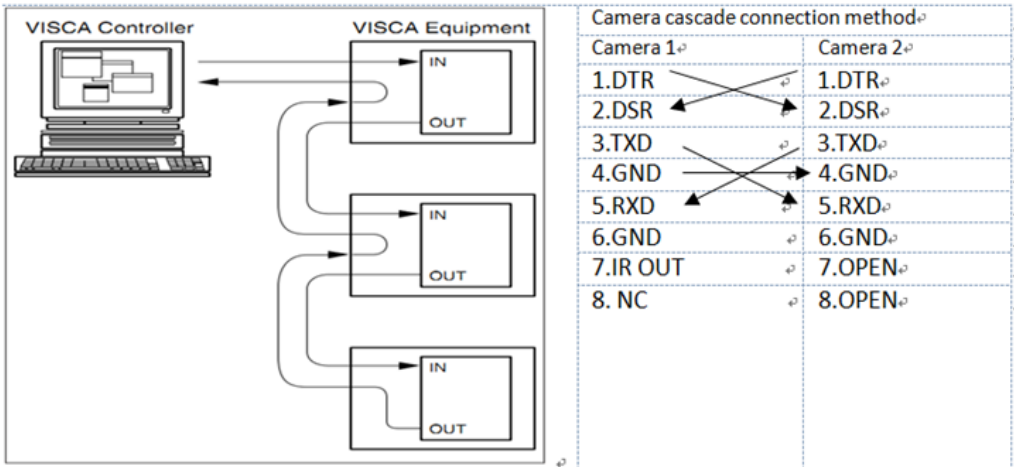 VISCA Controller
VISCA Equipment
IN
OUT
IN
OUT
IN
OUT
Camera cascade connection method
Camera 1 Camera 2
1.DTR 1.DTR
2.DSR 2.DSR
3.TXD 3.TXD
4.GND 4.GND
5.RXD 5.RXD
6.GND 6.GND
7.IR OUT 7.OPEN
8. NC 8.OPEN